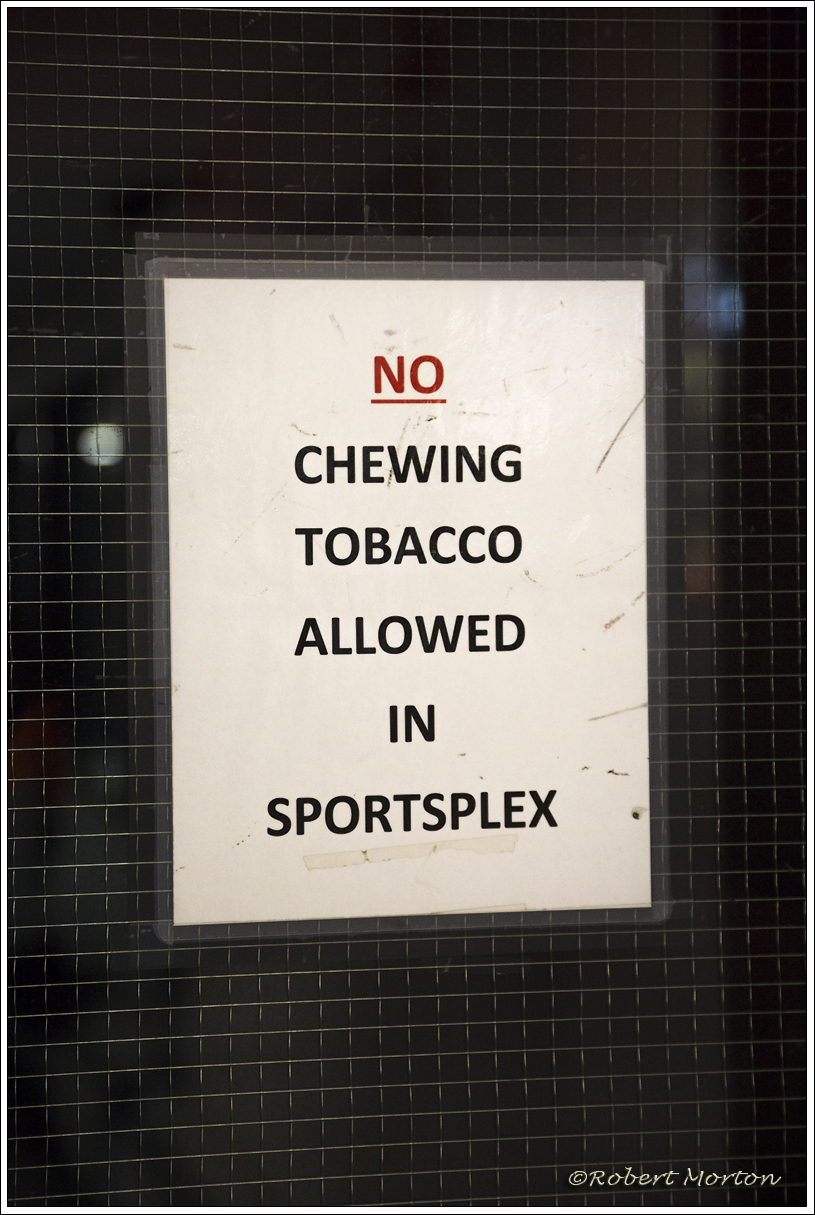 NO
CHEWING
TOBACCO
ALLOWED
IN
SPORTSPLEX
©Robert Morton